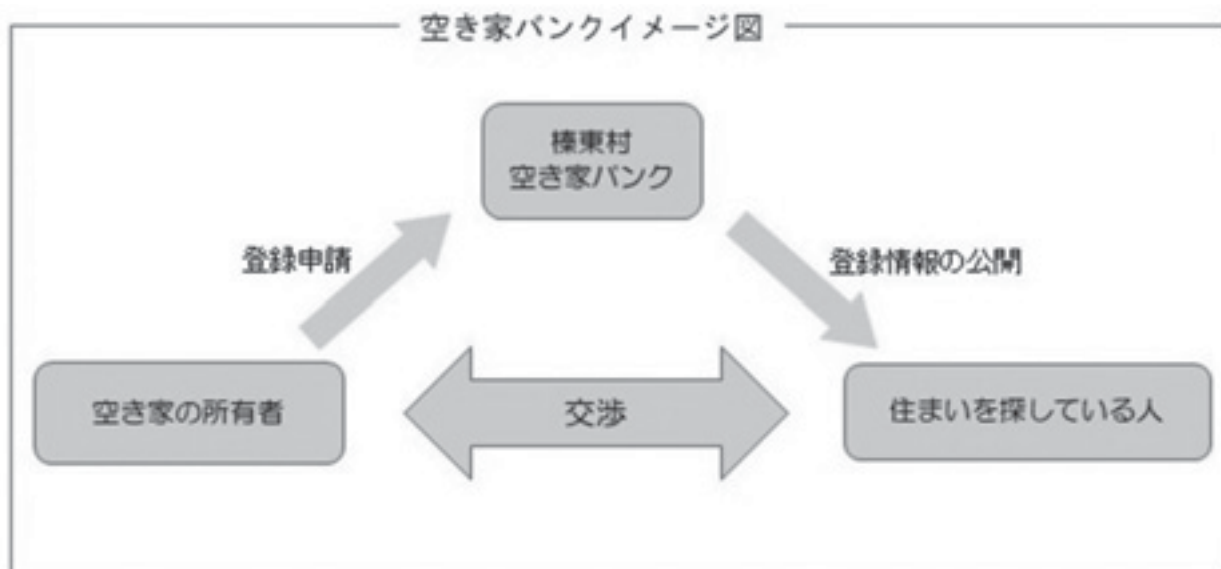 空き家バンクイメージ図
榛東村
空き家バンク
登録申請
登録情報の公開
空き家の所有者
交渉
住まいを探している人